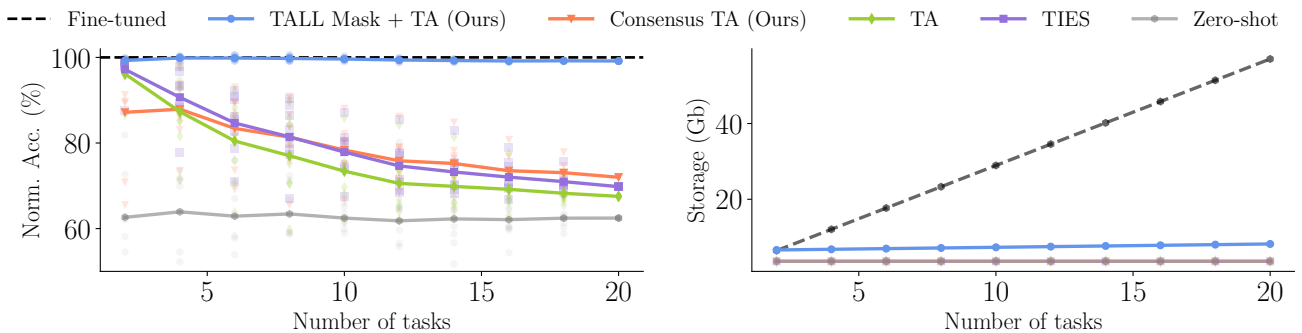 Fine-tuned TALL Mask + TA (Ours) Consensus TA (Ours) TA TIES Zero-shot
Norm. Acc. (%)
100
80
60
5 10 15 20
Number of tasks
Storage (Gb)
40
20
5 10 15 20
Number of tasks